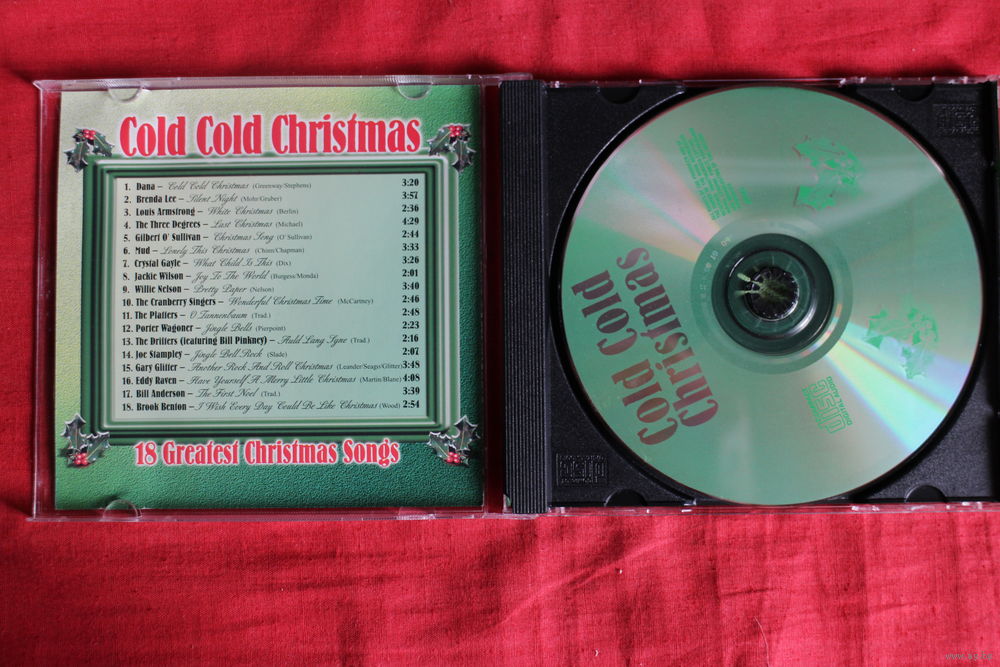 Cold Cold Christmas
1. Dana – Cold Cold Christmas (Greenway/Stephens) 3:20
2. Brenda Lee – Silent Night (Mohr/Gruber) 3:57
3. Louis Armstrong – White Christmas (Berlin) 2:36
4. The Three Degrees – Last Christmas (Michael) 4:29
5. Gilbert O' Sullivan – Christmas Song (O' Sullivan) 2:44
6. Mud – Lonely This Christmas (Chinn/Chapman) 3:33
7. Crystal Gayle – What Child Is This (Dix) 3:26
8. Jackie Wilson – Joy To The World (Burgess/Monda) 2:01
9. Willie Nelson – Pretty Paper (Nelson) 3:40
10. The Cranberry Singers – Wonderful Christmas Time (McCartney) 2:46
11. The Platters – O Tannenbaum (Trad.) 2:48
12. Porter Wagoner – Jingle Bells (Pierpoint) 2:23
13. The Drifters (featuring Bill Pinkney) – Auld Lang Syne (Trad.) 2:16
14. Joe Stampley – Jingle Bell Rock (Slade) 2:07
15. Gary Glitter – Another Rock And Roll Christmas (Leander/Seago/Glitter) 3:48
16. Eddy Raven – Have Yourself A Merry Little Christmas (Martin/Blane) 4:08
17. Bill Anderson – The First Noel (Trad.) 3:39
18. Brook Benton – I Wish Every Day Could Be Like Christmas (Wood) 2:54
18 Greatest Christmas Songs
Cold Cold
Christmas
COMPACT
disc
DIGITAL AUDIO